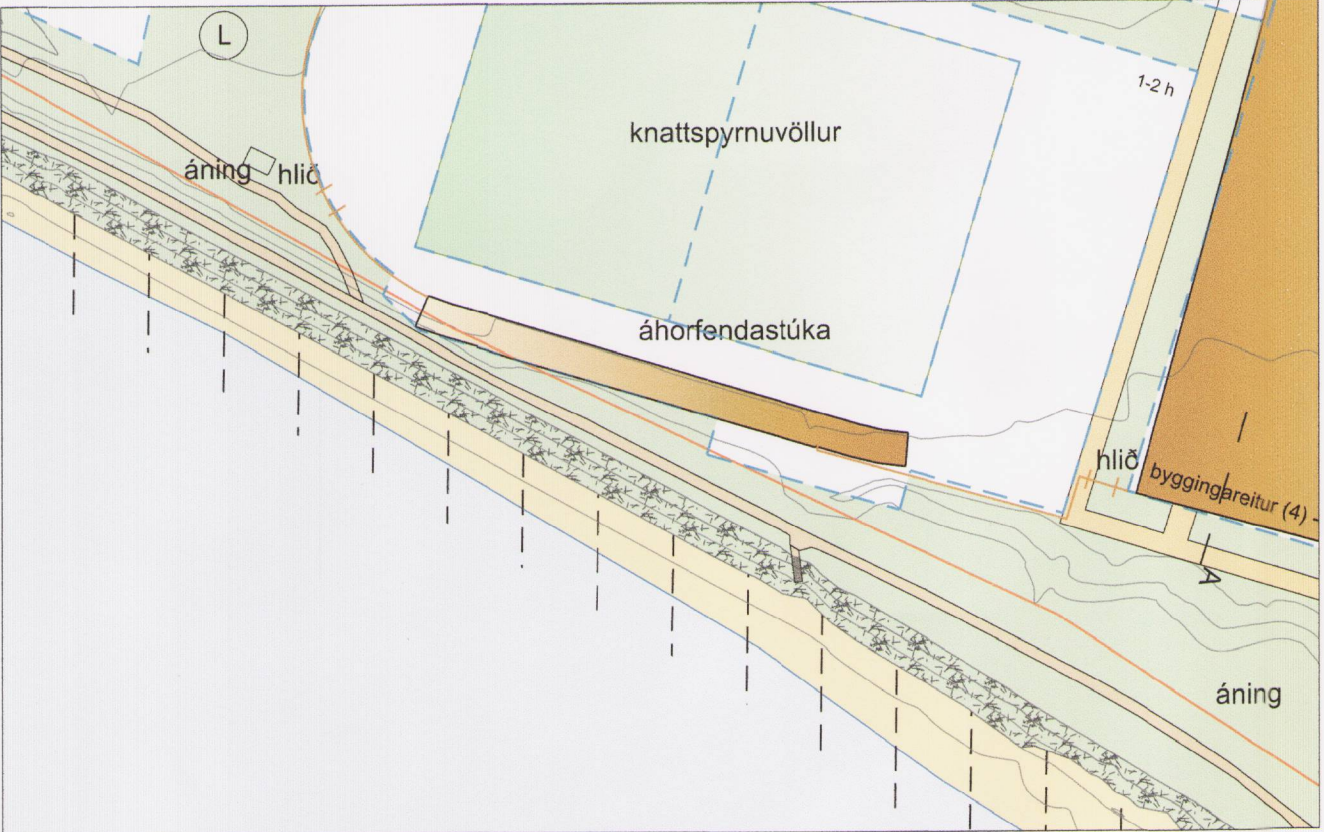 L
1-2 h
knattspyrnuvöllur
áning
hlið
áhorfendastúka
hlið
byggingareitur (4)
A
áning